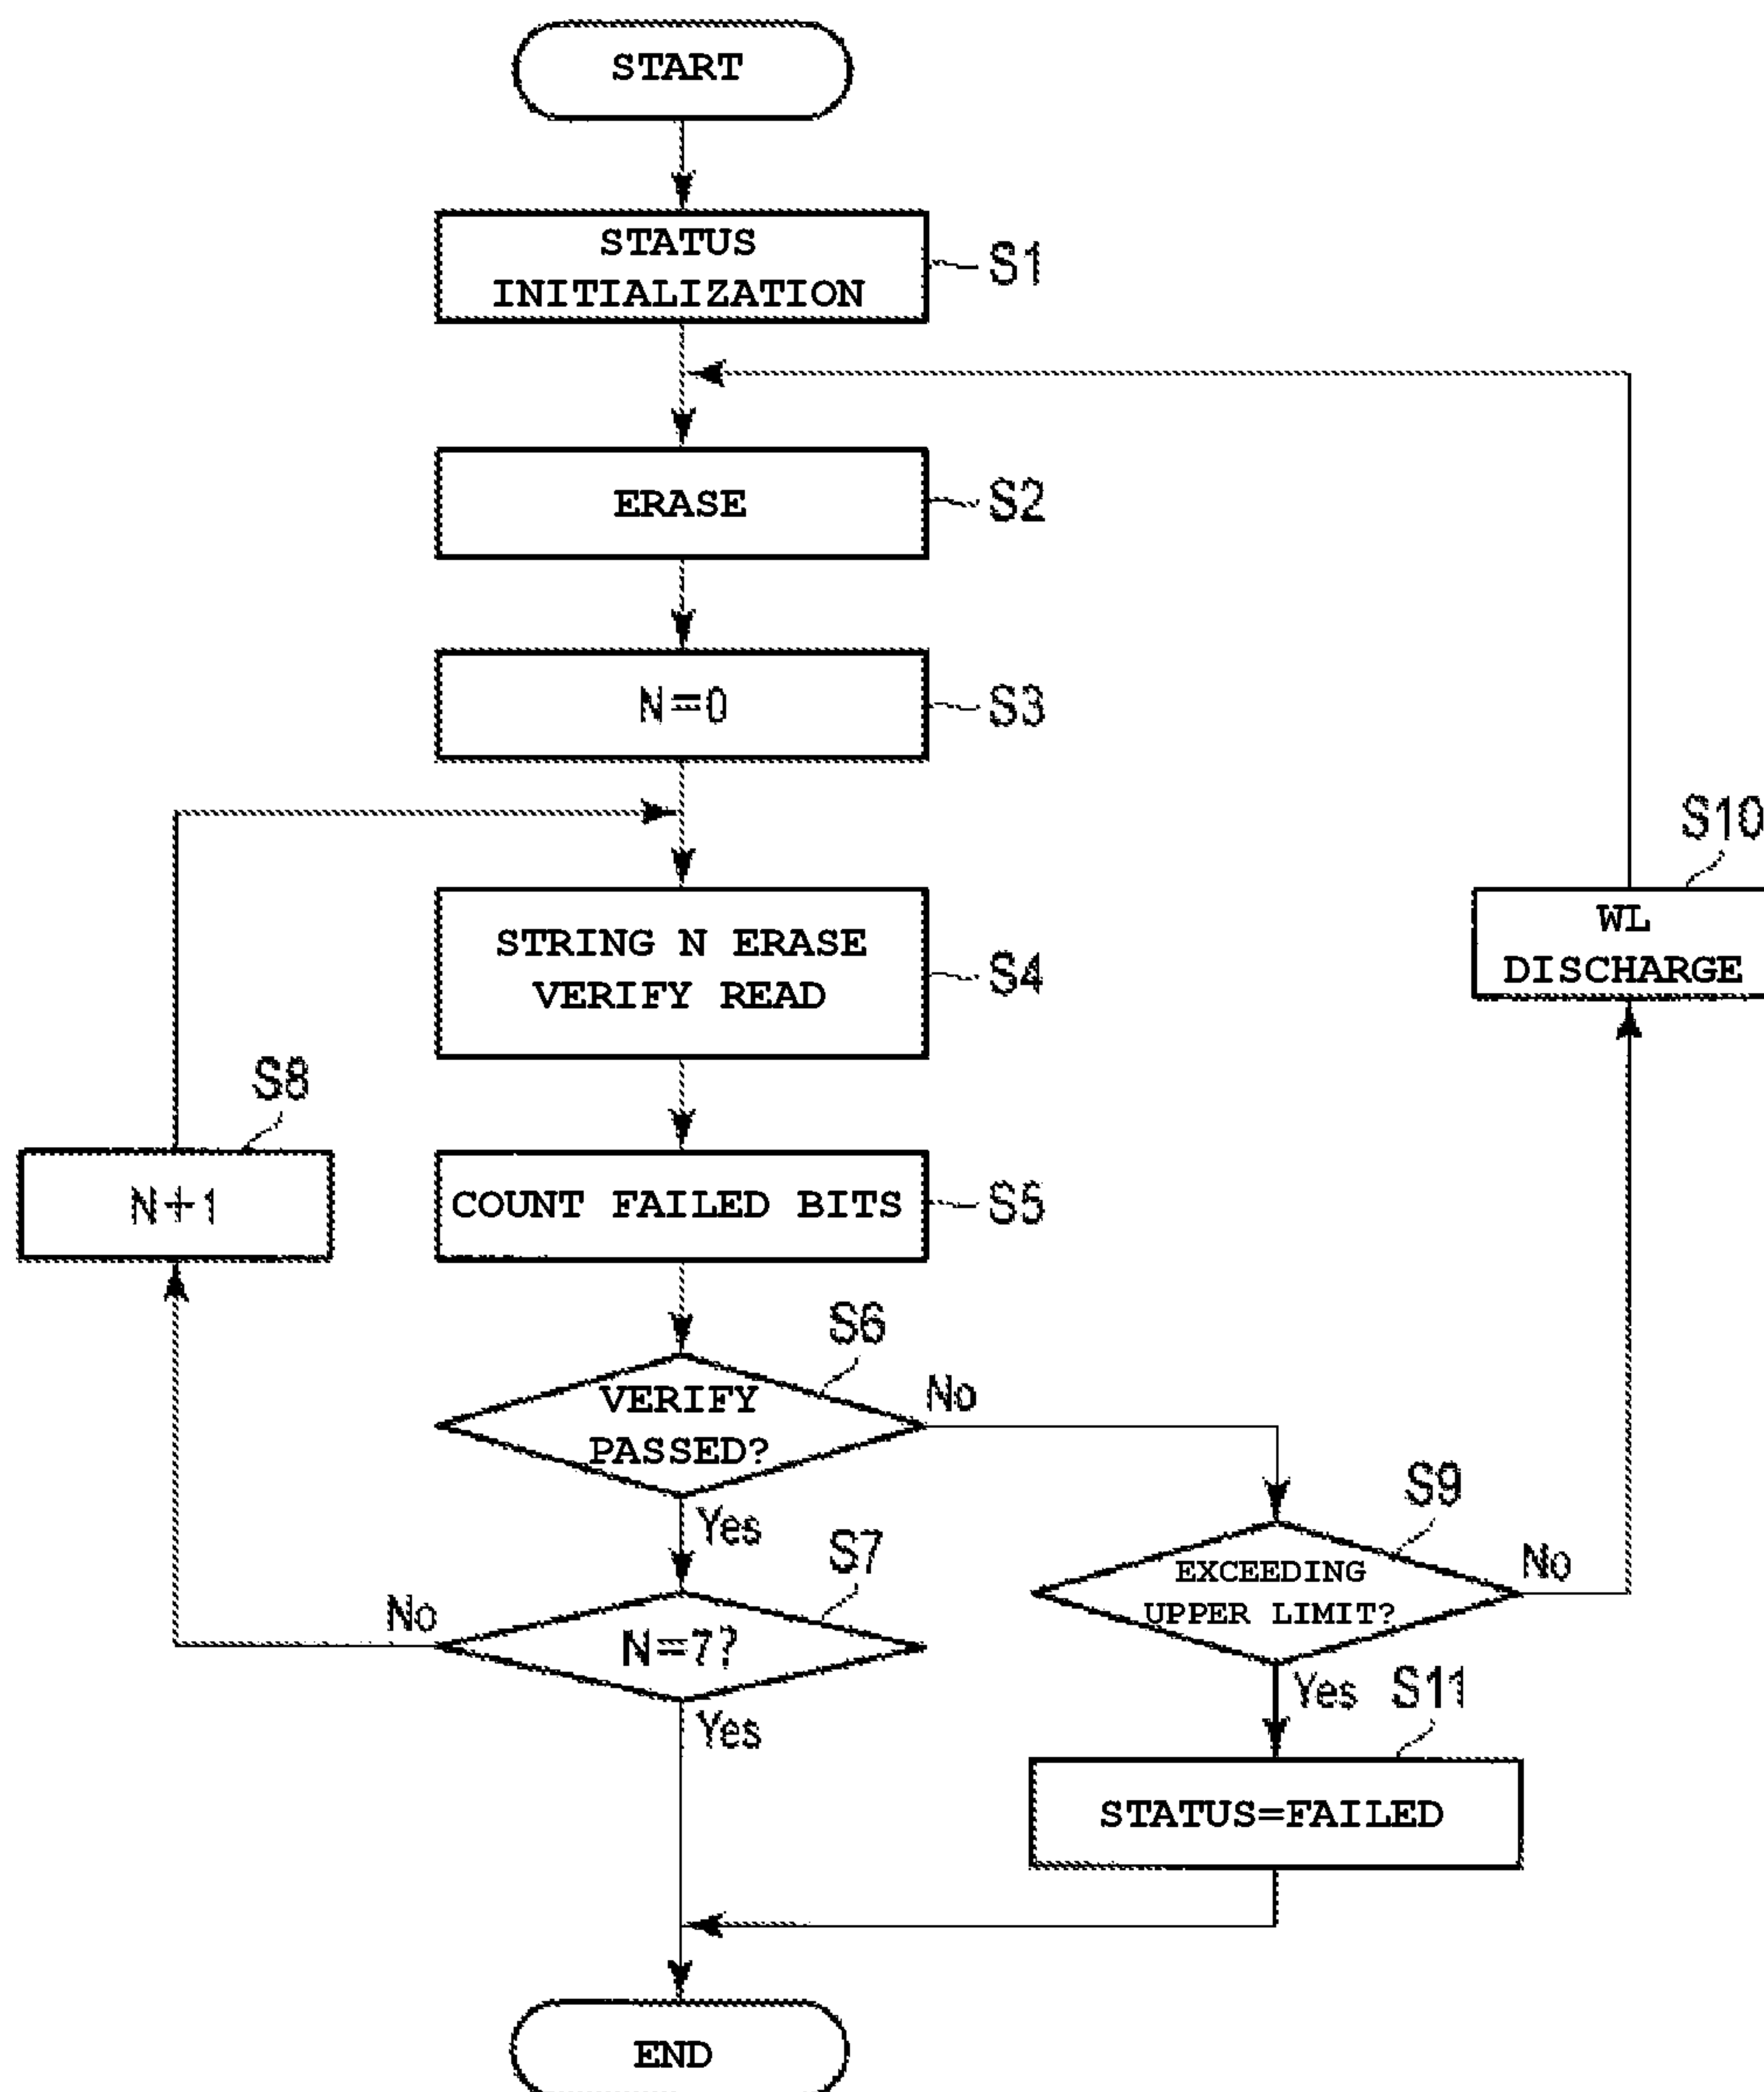 START
STATUS
INITIALIZATION
S1
ERASE
S2
N=0
S3
STRING N ERASE
VERIFY READ
S4
S10
WL
DISCHARGE
S8
N+1
COUNT FAILED BITS
S5
S6
VERIFY
PASSED?
No
Yes
S7
N=7?
No
Yes
S9
EXCEEDING
UPPER LIMIT?
No
Yes
S11
STATUS=FAILED
END